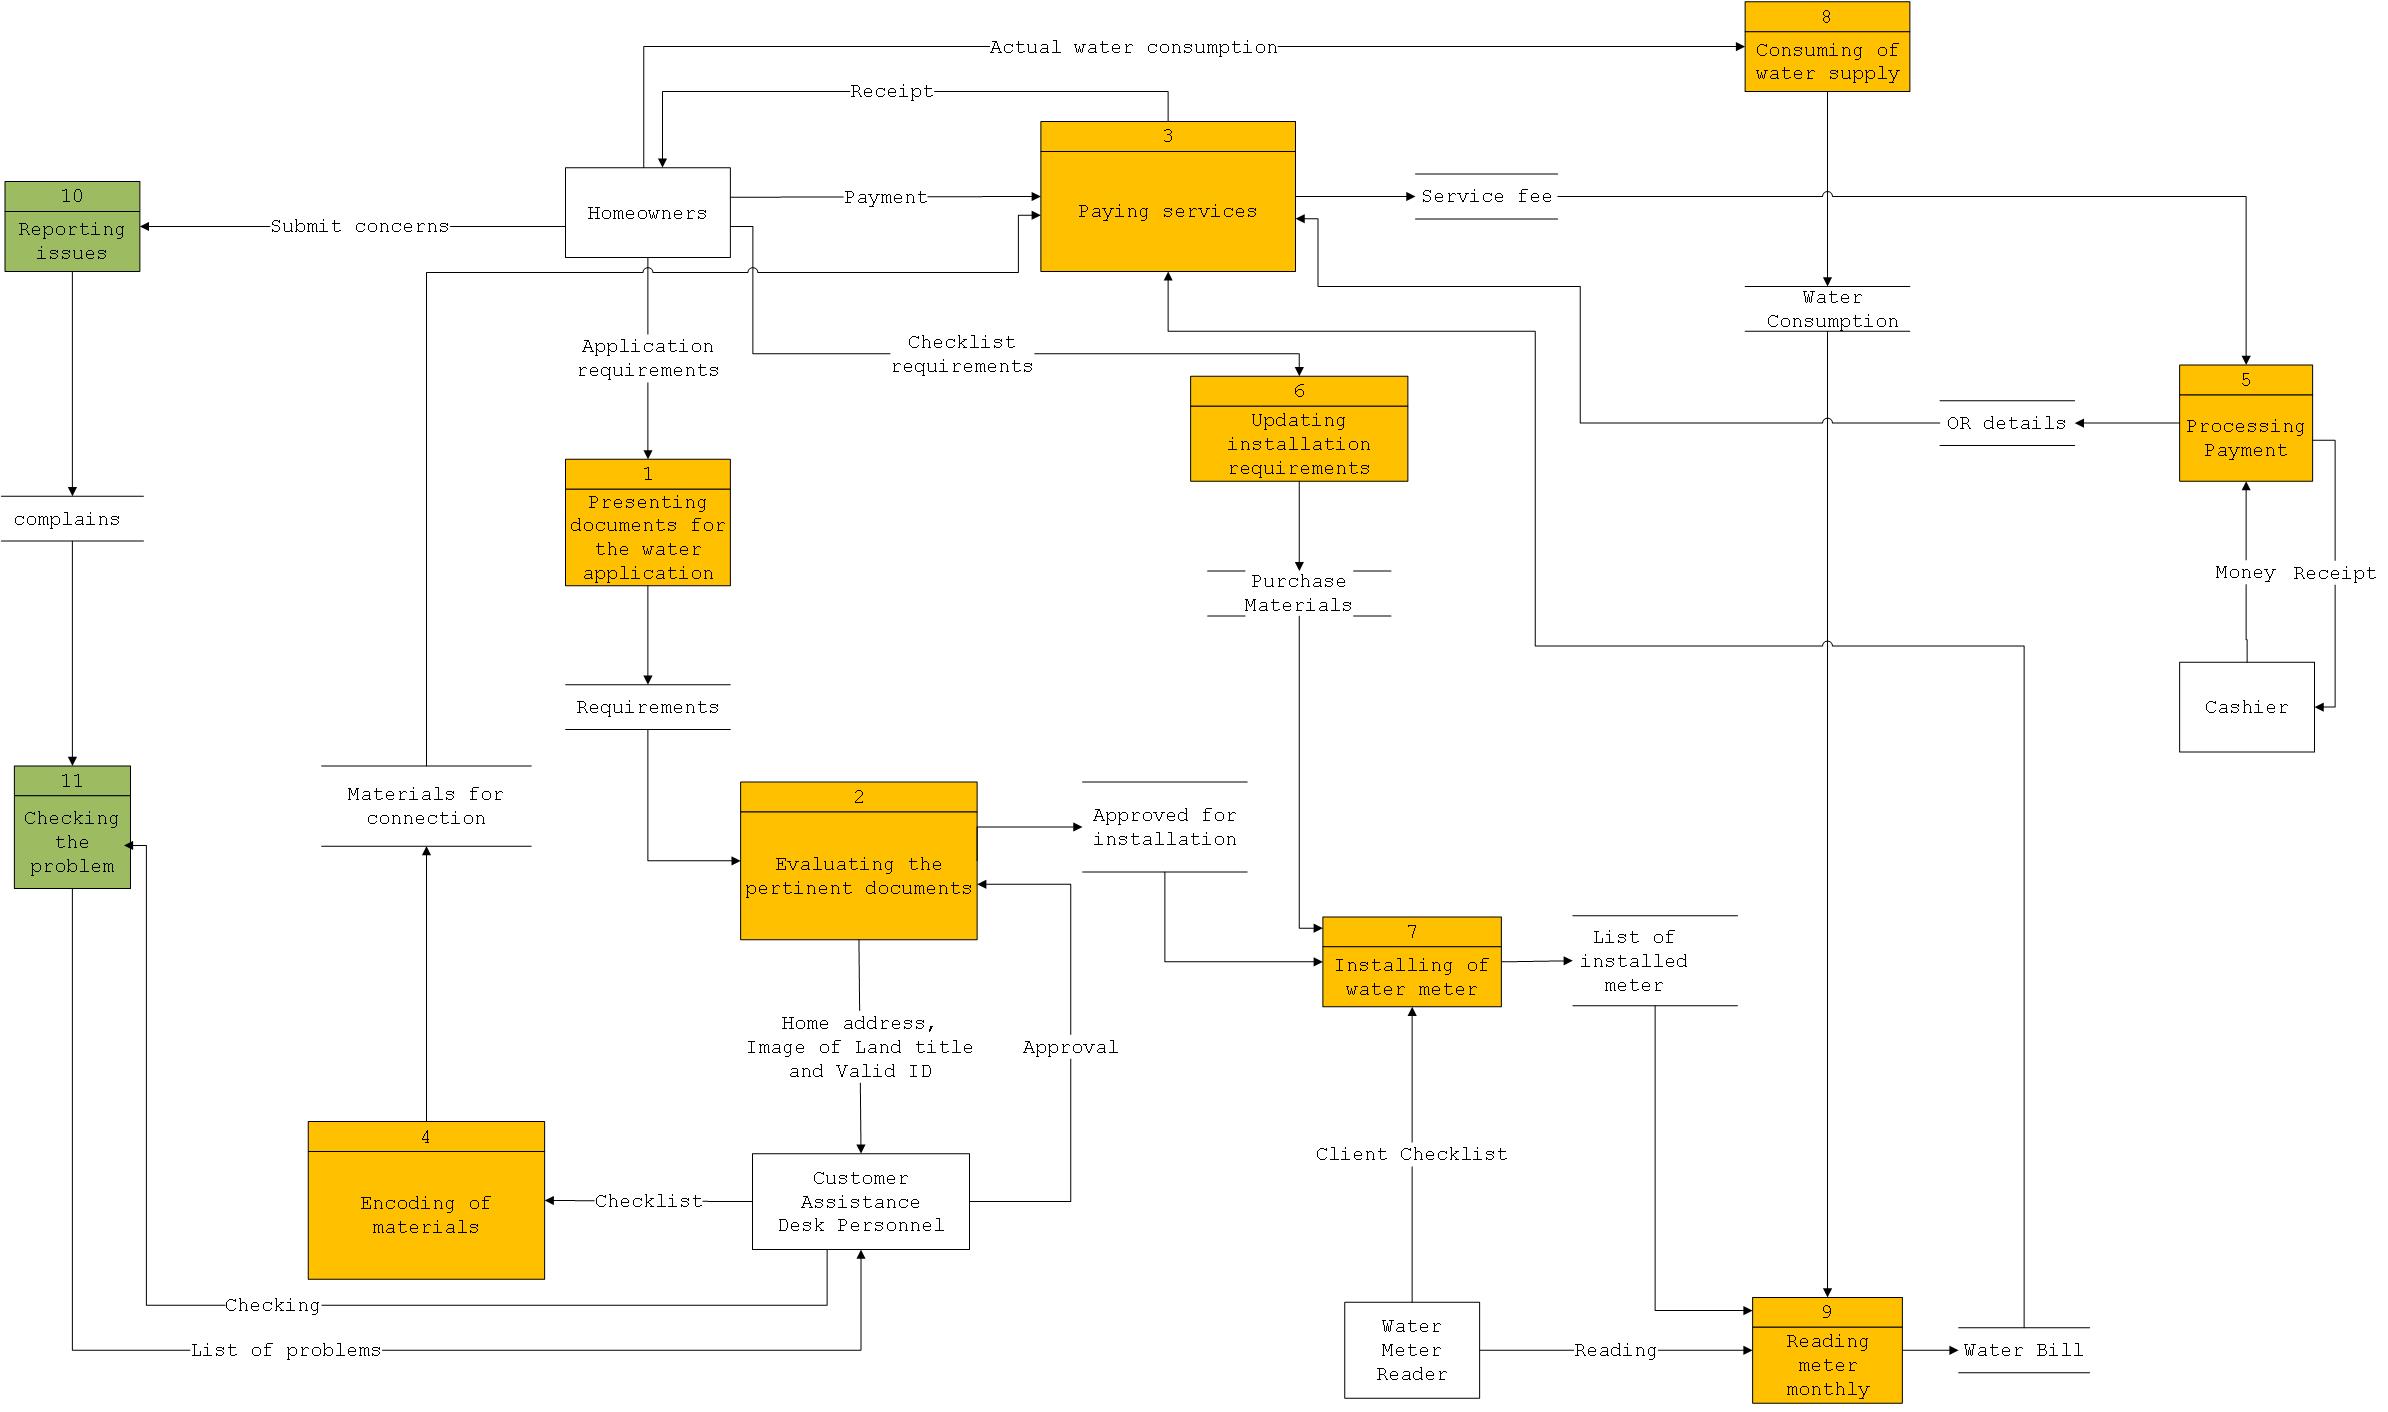 8
Consuming of
water supply
Actual water consumption
Receipt
3
Paying services
10
Reporting
issues
Submit concerns
Homeowners
Payment
Service fee
Water
Consumption
Application
requirements
Checklist
requirements
6
Updating
installation
requirements
5
Processing
Payment
OR details
1
Presenting
documents for
the water
application
complains
Purchase
Materials
Money
Receipt
Requirements
Cashier
11
Checking
the
problem
Materials for
connection
2
Evaluating the
pertinent documents
Approved for
installation
7
Installing of
water meter
List of
installed
meter
Home address,
Image of Land title
and Valid ID
Approval
4
Encoding of
materials
Checklist
Customer
Assistance
Desk Personnel
Client Checklist
Checking
List of problems
Water
Meter
Reader
Reading
9
Reading
meter
monthly
Water Bill